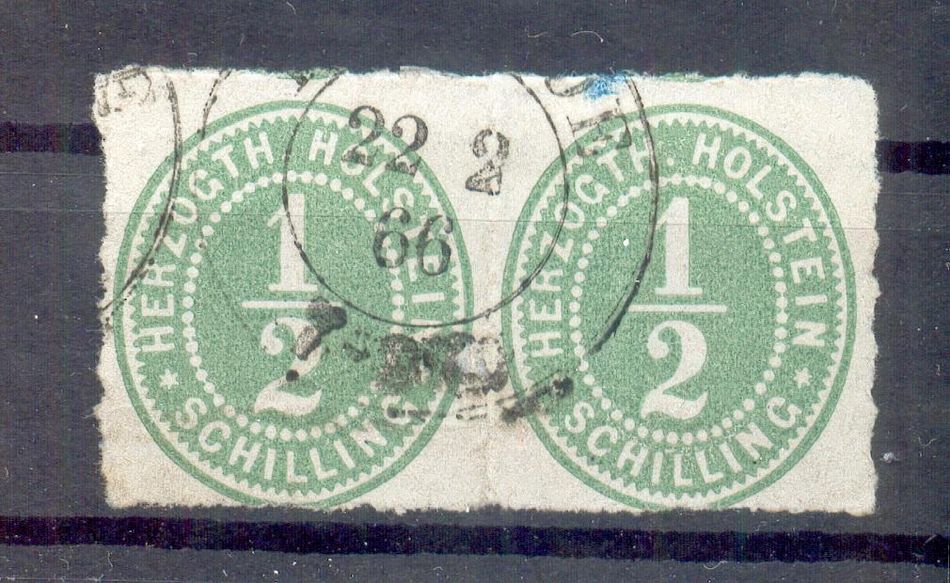 HERZOGTH. HOLSTEIN
1/2
SCHILLING
HERZOGTH. HOLSTEIN
1/2
SCHILLING
22 2
66